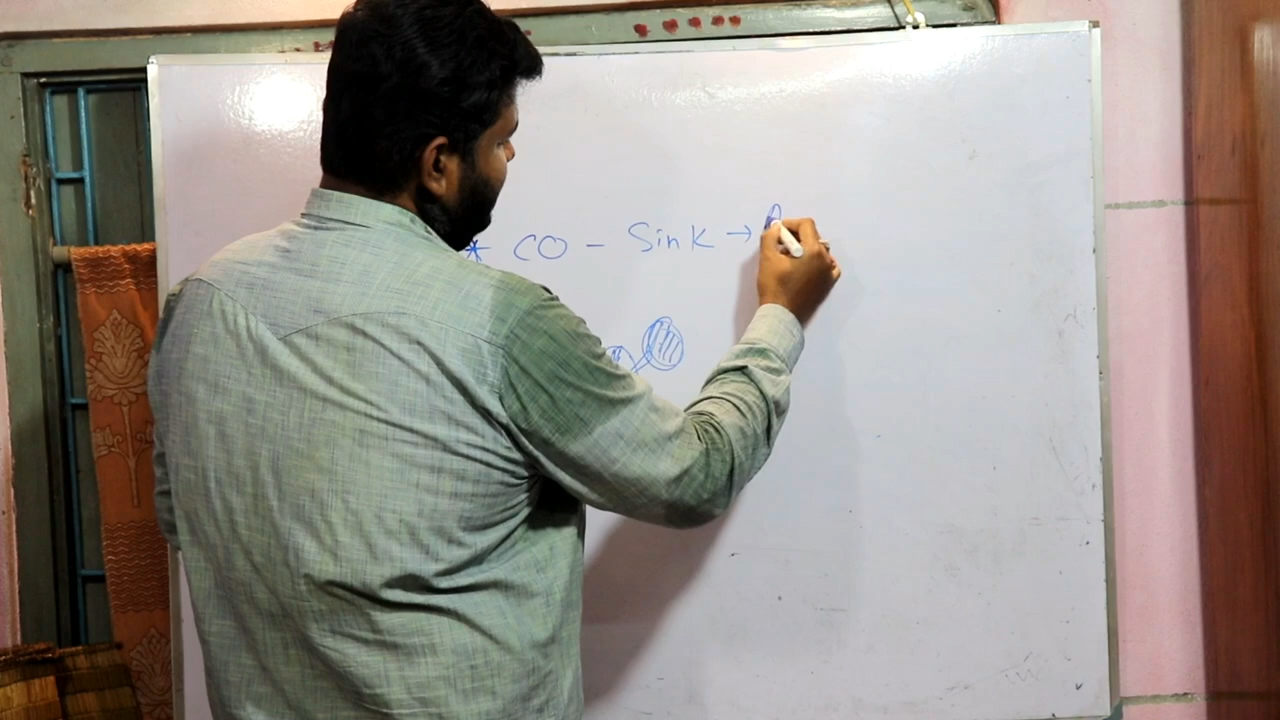 * CO - Sink →